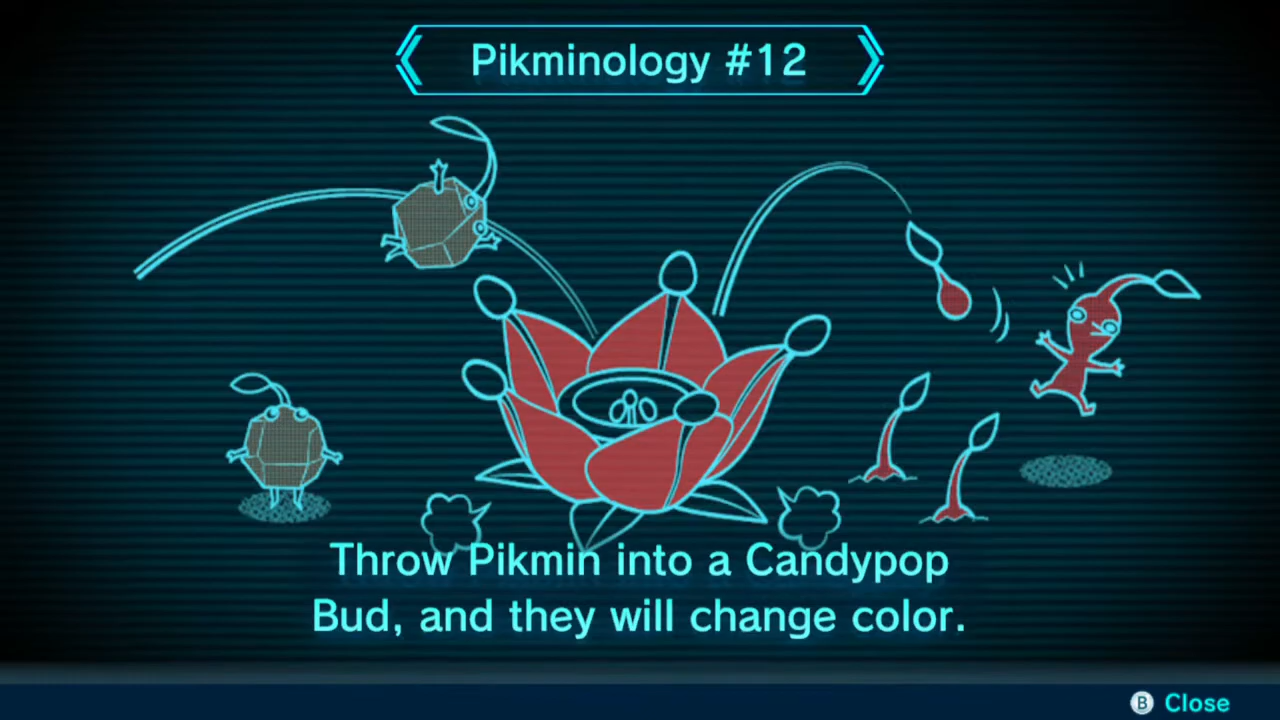 Pikminology #12
Throw Pikmin into a Candypop
Bud, and they will change color.
B Close